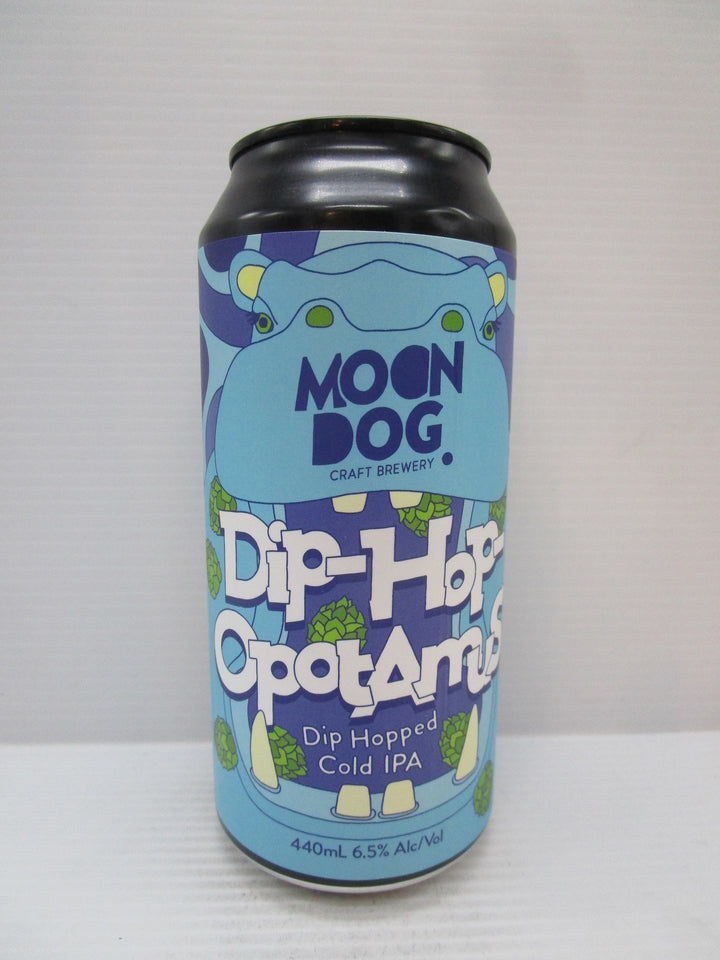 MOON
DOG.
CRAFT BREWERY
Dip-Hop-
OpotAmus
Dip Hopped
Cold IPA
440mL 6.5% Alc/Vol